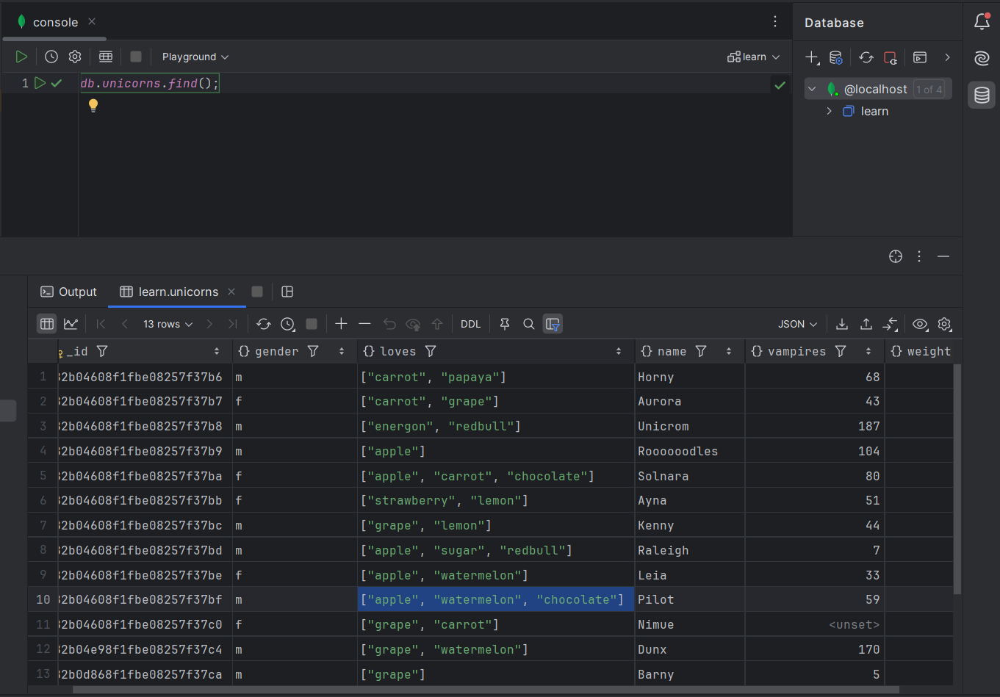 console
Database
Playground
learn
1 db.unicorns.find();
@localhost 1 of 4
learn
Output learn.unicorns
13 rows DDL JSON
_id {} gender {} loves {} name {} vampires {} weight
1 32b04608f1fbe08257f37b6 m ["carrot", "papaya"] Horny 68
2 32b04608f1fbe08257f37b7 f ["carrot", "grape"] Aurora 43
3 32b04608f1fbe08257f37b8 m ["energon", "redbull"] Unicrom 187
4 32b04608f1fbe08257f37b9 m ["apple"] Roooooodles 104
5 32b04608f1fbe08257f37ba f ["apple", "carrot", "chocolate"] Solnara 80
6 32b04608f1fbe08257f37bb f ["strawberry", "lemon"] Ayna 51
7 32b04608f1fbe08257f37bc m ["grape", "lemon"] Kenny 44
8 32b04608f1fbe08257f37bd m ["apple", "sugar", "redbull"] Raleigh 7
9 32b04608f1fbe08257f37be f ["apple", "watermelon"] Leia 33
10 32b04608f1fbe08257f37bf m ["apple", "watermelon", "chocolate"] Pilot 59
11 32b04608f1fbe08257f37c0 f ["grape", "carrot"] Nimue <unset>
12 32b04e98f1fbe08257f37c4 m ["grape", "watermelon"] Dunx 170
13 32b0d868f1fbe08257f37ca m ["grape"] Barny 5